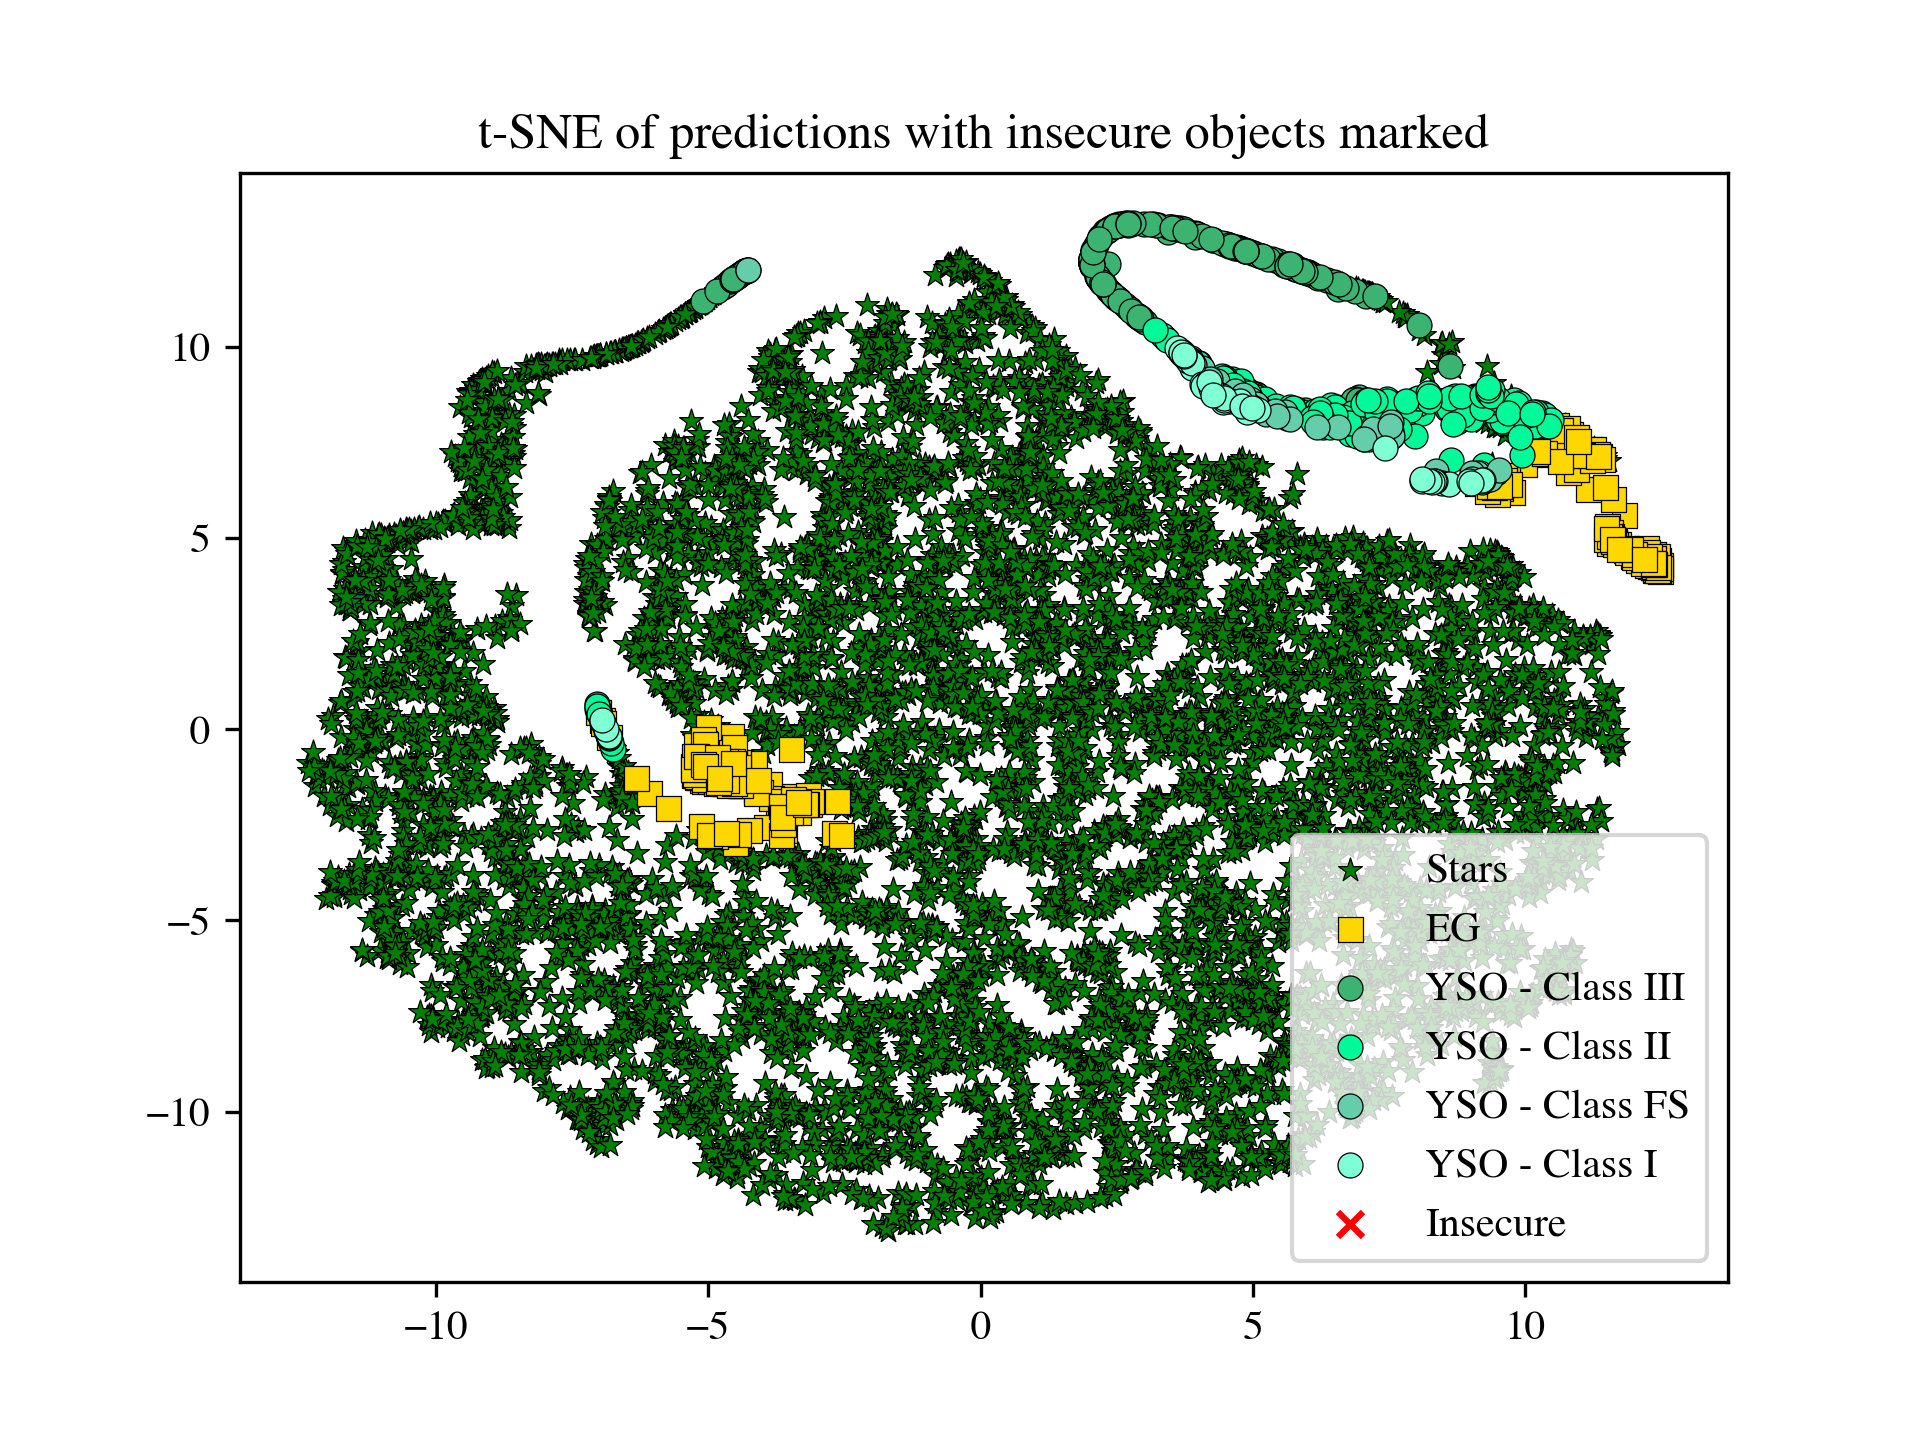 t-SNE of predictions with insecure objects marked
10
5
0
−5
−10
−10
−5
0
5
10
Stars
EG
YSO - Class III
YSO - Class II
YSO - Class FS
YSO - Class I
Insecure